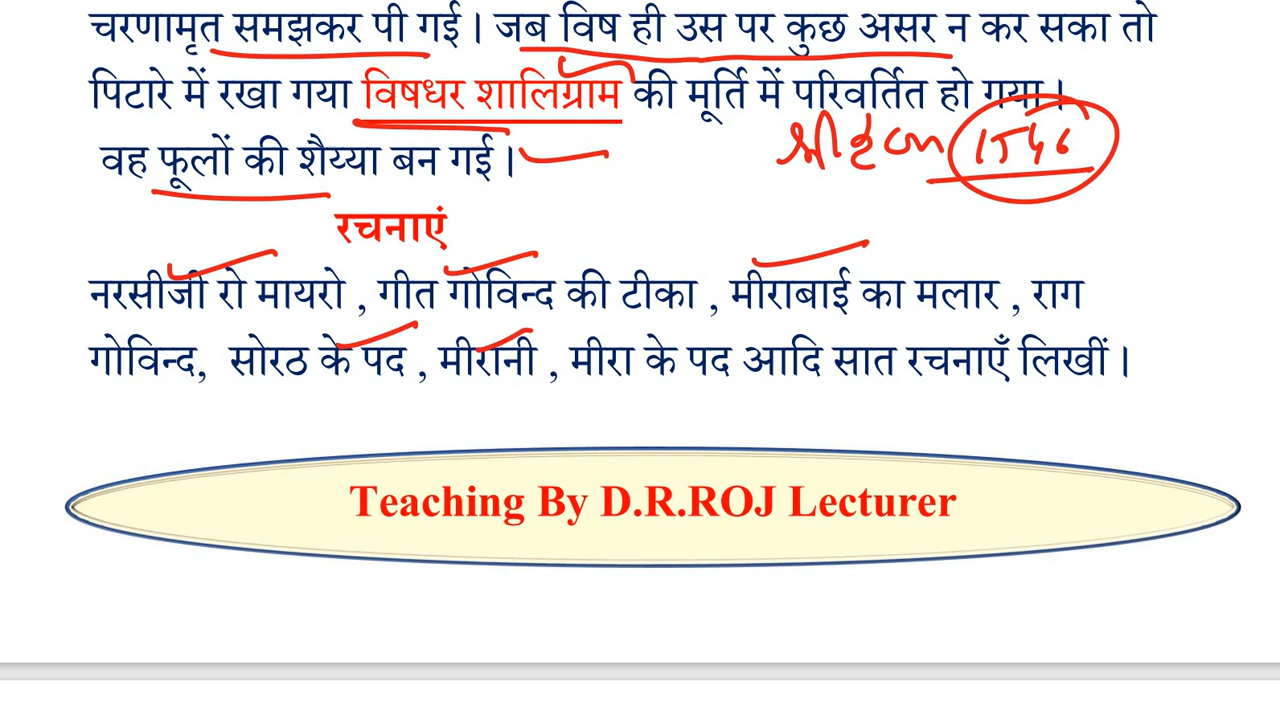 चरणामृत समझकर पी गई। जब विष ही उस पर कुछ असर न कर सका तो
पिटारे में रखा गया विषधर शालिग्राम की मूर्ति में परिवर्तित हो गया।
वह फूलों की शैय्या बन गई।
श्रीकृष्ण 1546
रचनाएं
नरसीजी रो मायरो , गीत गोविन्द की टीका , मीराबाई का मलार , राग
गोविन्द, सोरठ के पद , मीरानी , मीरा के पद आदि सात रचनाएँ लिखीं।
Teaching By D.R.ROJ Lecturer